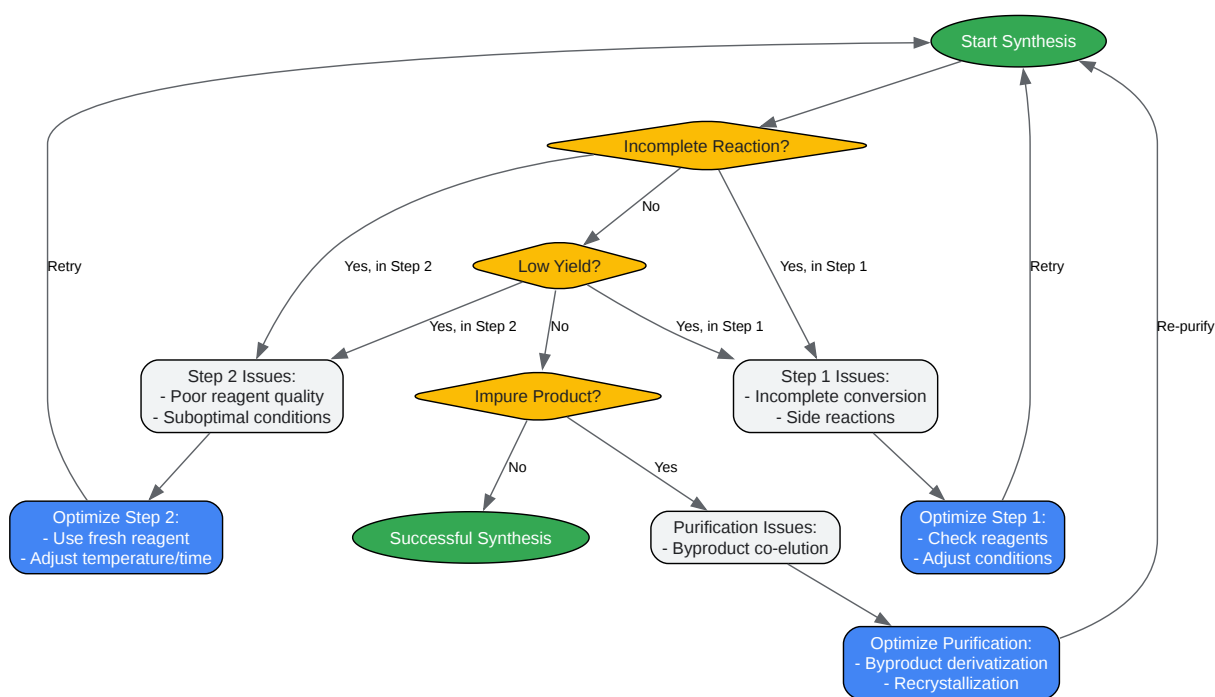 Start Synthesis
Incomplete Reaction?
No
Retry
Yes, in Step 2
Low Yield?
Yes, in Step 1
Retry
Yes, in Step 2
No
Yes, in Step 1
Re-purify
Step 2 Issues:
- Poor reagent quality
- Suboptimal conditions
Impure Product?
Step 1 Issues:
- Incomplete conversion
- Side reactions
No
Yes
Optimize Step 2:
- Use fresh reagent
- Adjust temperature/time
Successful Synthesis
Purification Issues:
- Byproduct co-elution
Optimize Step 1:
- Check reagents
- Adjust conditions
Optimize Purification:
- Byproduct derivatization
- Recrystallization